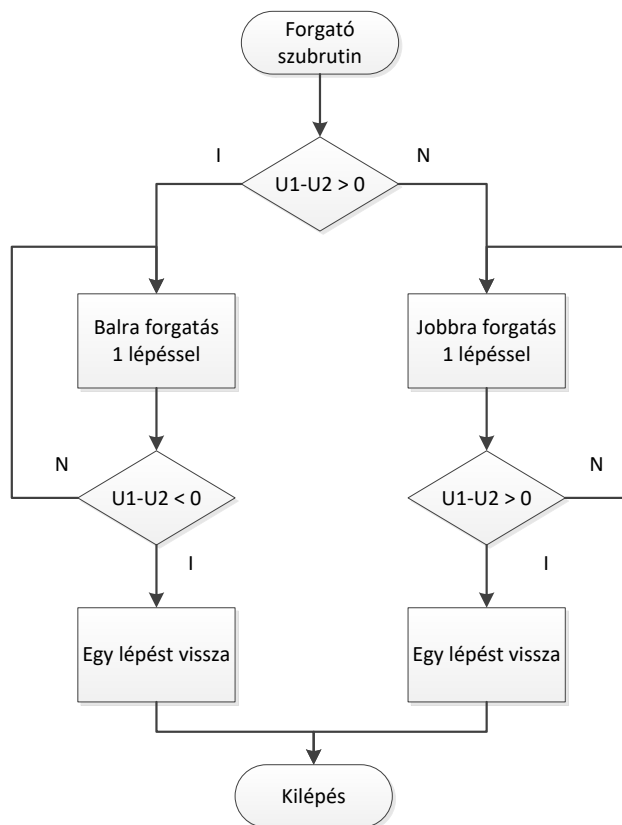 Forgató
szubrutin
I
N
U1-U2 > 0
Balra forgatás
1 lépéssel
Jobbra forgatás
1 lépéssel
N
U1-U2 < 0
U1-U2 > 0
N
I
I
Egy lépést vissza
Egy lépést vissza
Kilépés